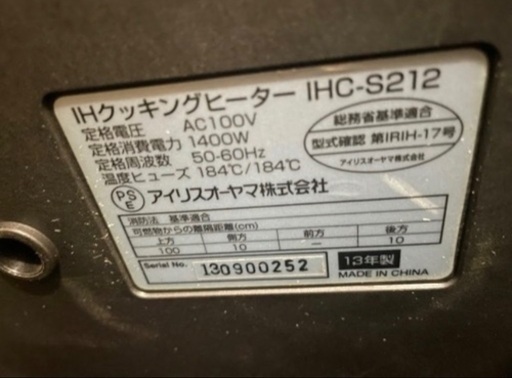 IHクッキングヒーター IHC-S212
定格電圧 AC100V
定格消費電力 1400W
定格周波数 50-60Hz
温度ヒューズ 184℃/184℃
総務省基準適合
型式確認 第IRIH-17号
アイリスオーヤマ株式会社
PS
E
アイリスオーヤマ株式会社
消防法 基準適合
可燃物からの離隔距離(cm)
上方 側方 前方 後方
100 10 — 10
Serial No. 130900252
13年製
MADE IN CHINA